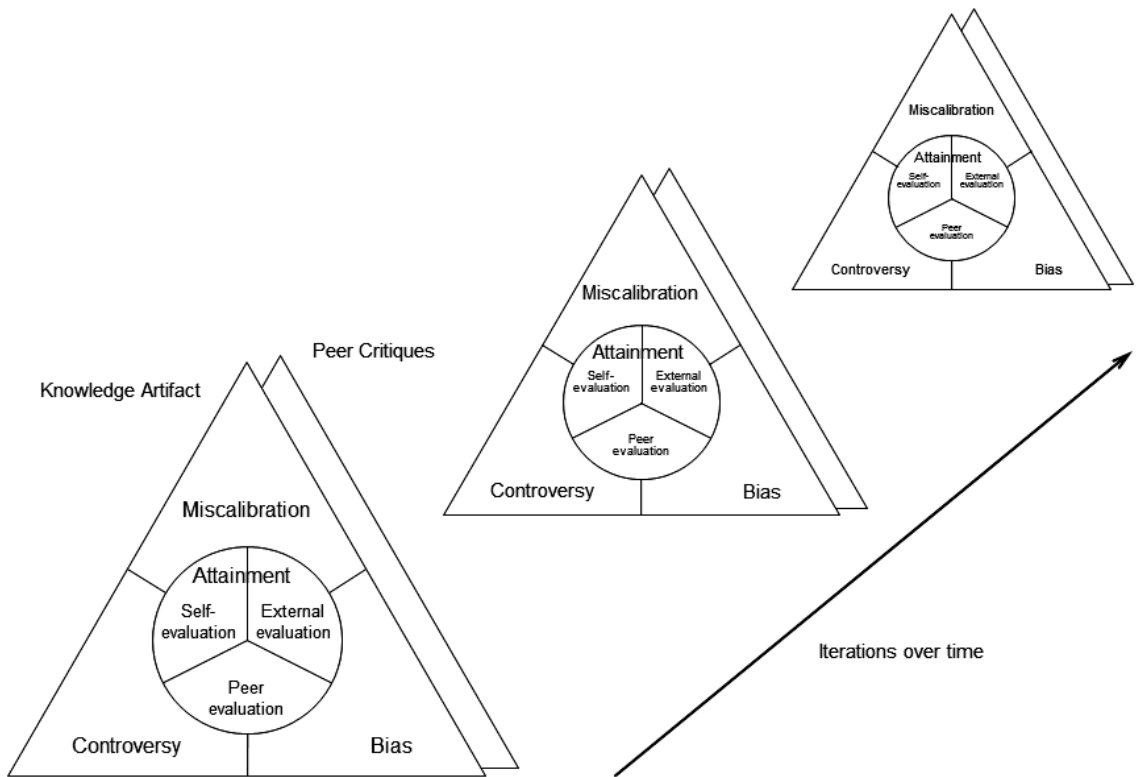 Miscalibration
Attainment
Self-
evaluation
External
evaluation
Peer
evaluation
Controversy
Bias
Miscalibration
Attainment
Self-
evaluation
External
evaluation
Peer
evaluation
Controversy
Bias
Peer Critiques
Knowledge Artifact
Miscalibration
Attainment
Self-
evaluation
External
evaluation
Peer
evaluation
Controversy
Bias
Iterations over time